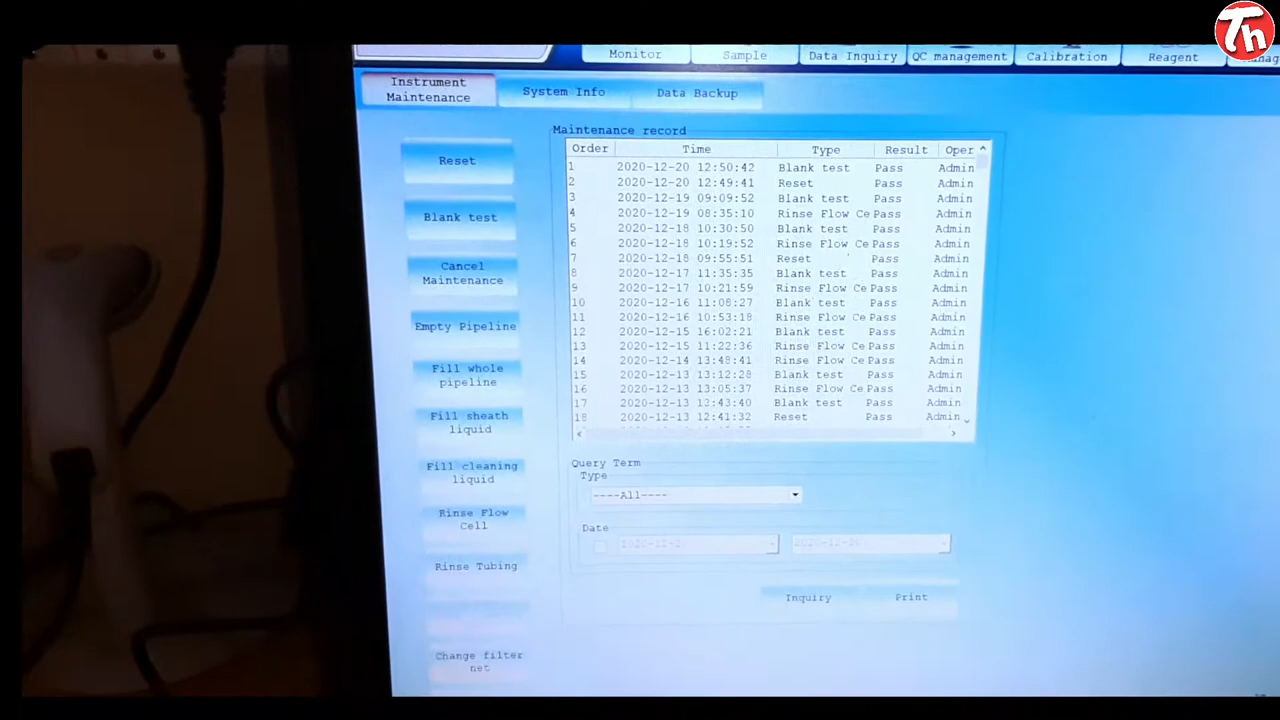 Th
Monitor Sample Data Inquiry QC management Calibration Reagent
Instrument
Maintenance
System Info
Data Backup
Reset
Blank test
Cancel
Maintenance
Empty Pipeline
Fill whole
pipeline
Fill sheath
liquid
Fill cleaning
liquid
Rinse Flow
Cell
Rinse Tubing
Change filter
net
Maintenance record
Order Time Type Result Oper
1 2020-12-20 12:50:42 Blank test Pass Admin
2 2020-12-20 12:49:41 Reset Pass Admin
3 2020-12-19 09:09:52 Blank test Pass Admin
4 2020-12-19 08:35:10 Rinse Flow Ce Pass Admin
5 2020-12-18 10:30:50 Blank test Pass Admin
6 2020-12-18 10:19:52 Rinse Flow Ce Pass Admin
7 2020-12-18 09:55:51 Reset Pass Admin
8 2020-12-17 11:35:35 Blank test Pass Admin
9 2020-12-17 10:21:59 Rinse Flow Ce Pass Admin
10 2020-12-16 11:08:27 Blank test Pass Admin
11 2020-12-16 10:53:18 Rinse Flow Ce Pass Admin
12 2020-12-15 16:02:21 Blank test Pass Admin
13 2020-12-15 11:22:36 Rinse Flow Ce Pass Admin
14 2020-12-14 13:48:41 Rinse Flow Ce Pass Admin
15 2020-12-13 13:12:28 Blank test Pass Admin
16 2020-12-13 13:05:37 Rinse Flow Ce Pass Admin
17 2020-12-13 12:43:40 Blank test Pass Admin
18 2020-12-13 12:41:32 Reset Pass Admin
Query Term
Type
----All----
Date
Inquiry Print